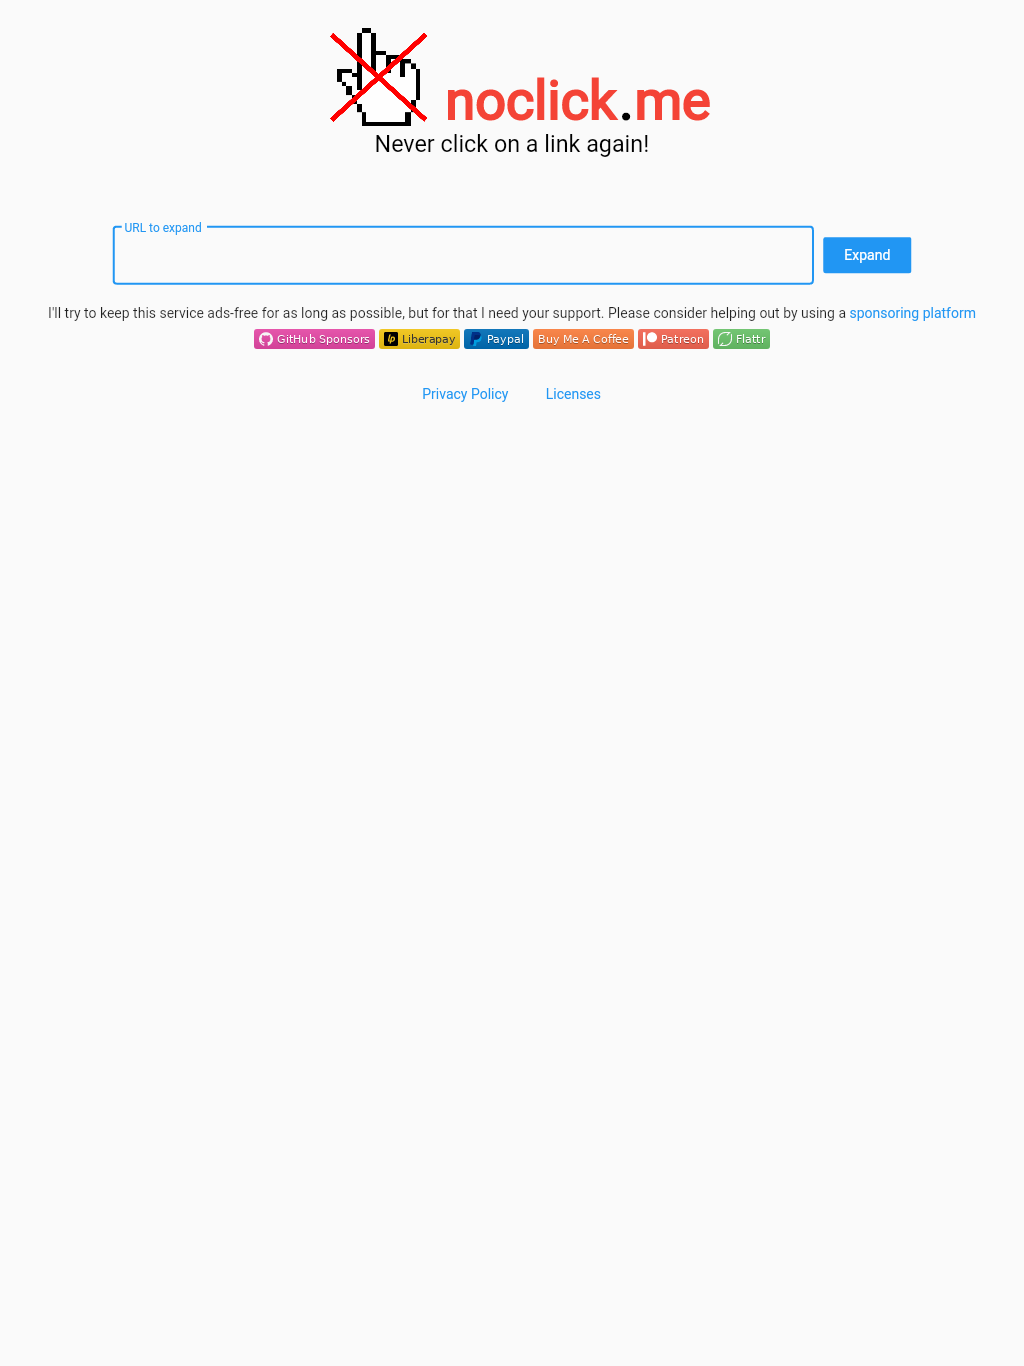 noclick.me
Never click on a link again!
URL to expand
Expand
I'll try to keep this service ads-free for as long as possible, but for that I need your support. Please consider helping out by using a sponsoring platform
GitHub Sponsors Liberapay Paypal Buy Me A Coffee Patreon Flattr
Privacy Policy Licenses